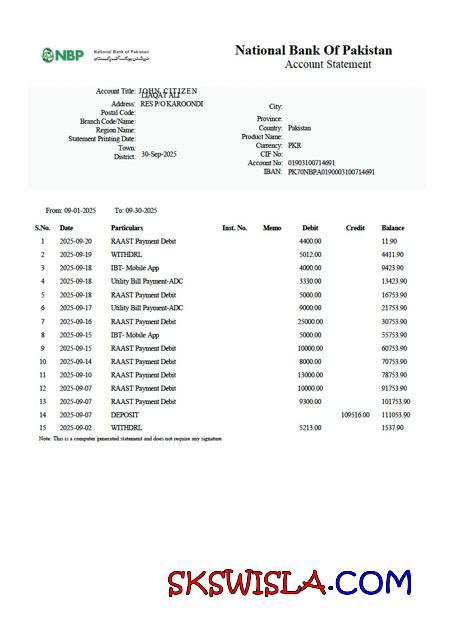 NBP
National Bank of Pakistan
نیشنل بینک آف پاکستان
National Bank Of Pakistan
Account Statement
Account Title: JOHN CITIZEN
LIAQAT ALI
Address: RES P/O KAROONDI
Postal Code:
Branch Code/Name:
Region Name:
Statement Printing Date:
Town:
District: 30-Sep-2025
City:
Province:
Country: Pakistan
Product Name:
Currency: PKR
CIF No:
Account No: 01903100714691
IBAN: PK70NBPA0190003100714691
From: 09-01-2025 To: 09-30-2025
S.No. Date Particulars Inst. No. Memo Debit Credit Balance
1 2025-09-20 RAAST Payment Debit 4400.00 11.90
2 2025-09-19 WITHDRL 5012.00 4411.90
3 2025-09-18 IBT- Mobile App 4000.00 9423.90
4 2025-09-18 Utility Bill Payment-ADC 3330.00 13423.90
5 2025-09-18 RAAST Payment Debit 5000.00 16753.90
6 2025-09-17 Utility Bill Payment-ADC 9000.00 21753.90
7 2025-09-16 RAAST Payment Debit 25000.00 30753.90
8 2025-09-15 IBT- Mobile App 5000.00 55753.90
9 2025-09-15 RAAST Payment Debit 10000.00 60753.90
10 2025-09-14 RAAST Payment Debit 8000.00 70753.90
11 2025-09-10 RAAST Payment Debit 13000.00 78753.90
12 2025-09-07 RAAST Payment Debit 10000.00 91753.90
13 2025-09-07 RAAST Payment Debit 9300.00 101753.90
14 2025-09-07 DEPOSIT 109516.00 111053.90
15 2025-09-02 WITHDRL 5213.00 1537.90
Note: This is a computer generated statement and does not require any signature
SKSWISLA.COM